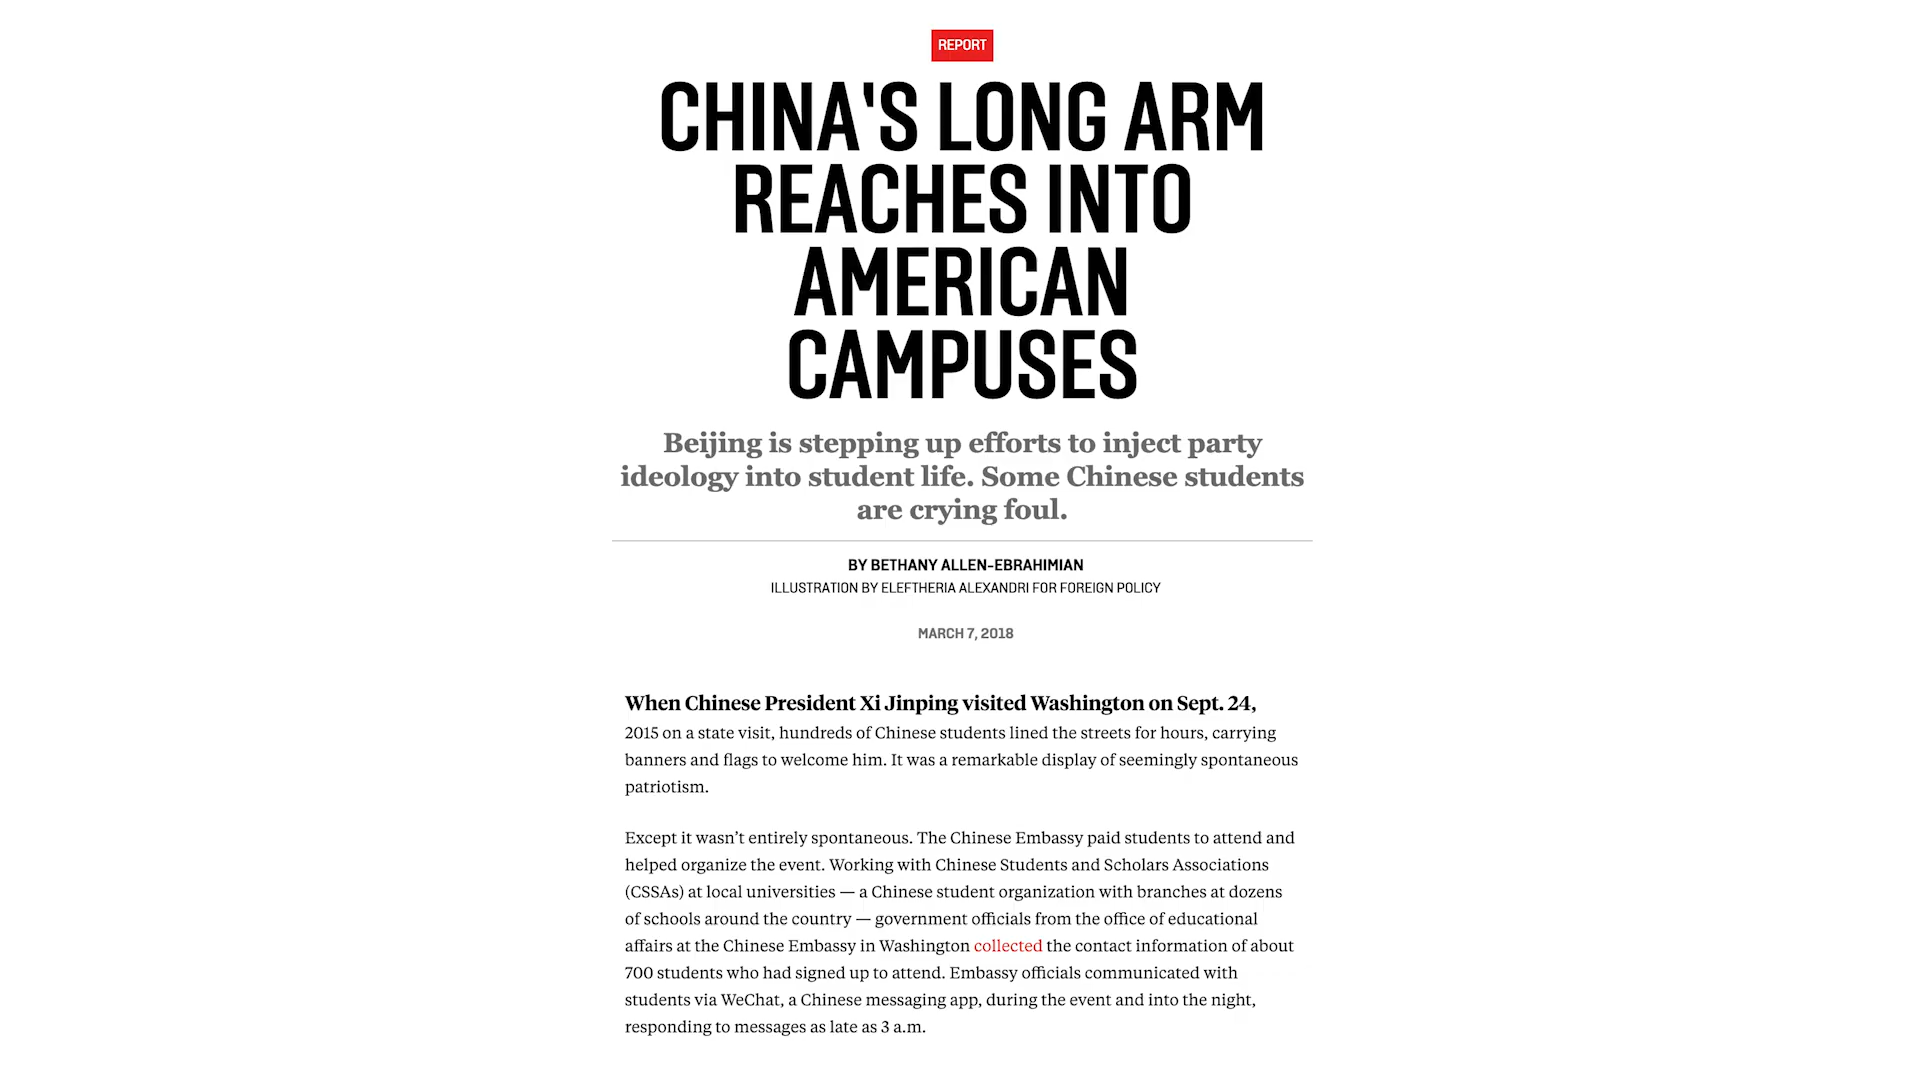 REPORT
CHINA'S LONG ARM
REACHES INTO
AMERICAN
CAMPUSES
Beijing is stepping up efforts to inject party
ideology into student life. Some Chinese students
are crying foul.
BY BETHANY ALLEN-EBRAHIMIAN
ILLUSTRATION BY ELEFTHERIA ALEXANDRI FOR FOREIGN POLICY
MARCH 7, 2018
When Chinese President Xi Jinping visited Washington on Sept. 24,
2015 on a state visit, hundreds of Chinese students lined the streets for hours, carrying
banners and flags to welcome him. It was a remarkable display of seemingly spontaneous
patriotism.
Except it wasn’t entirely spontaneous. The Chinese Embassy paid students to attend and
helped organize the event. Working with Chinese Students and Scholars Associations
(CSSAs) at local universities — a Chinese student organization with branches at dozens
of schools around the country — government officials from the office of educational
affairs at the Chinese Embassy in Washington collected the contact information of about
700 students who had signed up to attend. Embassy officials communicated with
students via WeChat, a Chinese messaging app, during the event and into the night,
responding to messages as late as 3 a.m.